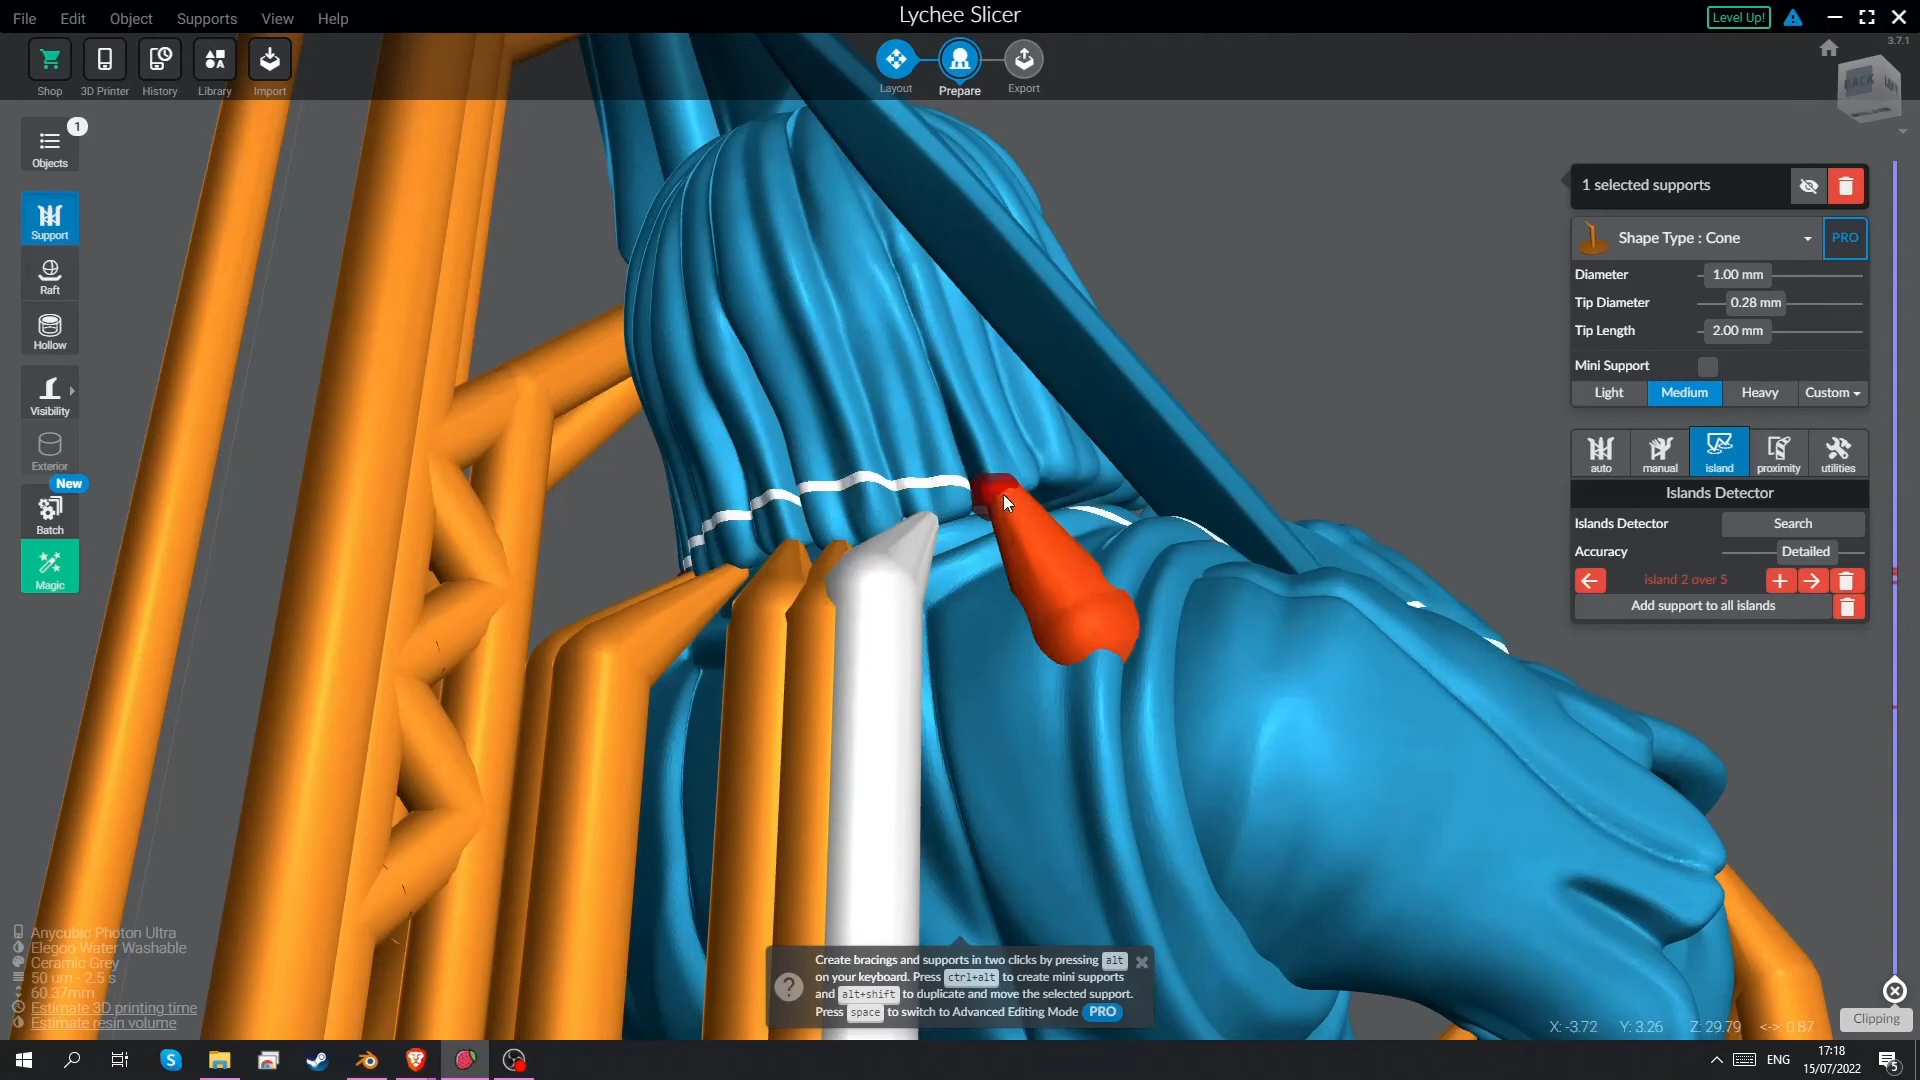 File Edit Object Supports View Help
Lychee Slicer
Level Up!
3.7.1
Shop 3D Printer History Library Import
Layout Prepare Export
BACK
1
Objects
Support
Raft
Hollow
Visibility
Exterior
New
Batch
Magic
1 selected supports
Shape Type : Cone
PRO
Diameter 1.00 mm
Tip Diameter 0.28 mm
Tip Length 2.00 mm
Mini Support
Light Medium Heavy Custom
auto manual island proximity utilities
Islands Detector
Islands Detector Search
Accuracy Detailed
island 2 over 5
Add support to all islands
Anycubic Photon Ultra
Elegoo Water Washable
Ceramic Grey
50 um - 2.5 s
60.37mm
Estimate 3D printing time
Estimate resin volume
Create bracings and supports in two clicks by pressing alt
on your keyboard. Press ctrl+alt to create mini supports
and alt+shift to duplicate and move the selected support.
Press space to switch to Advanced Editing Mode PRO
X: -3.72 Y: 3.26 Z: 29.79 <-> 0.87
Clipping
ENG
17:18
15/07/2022
5